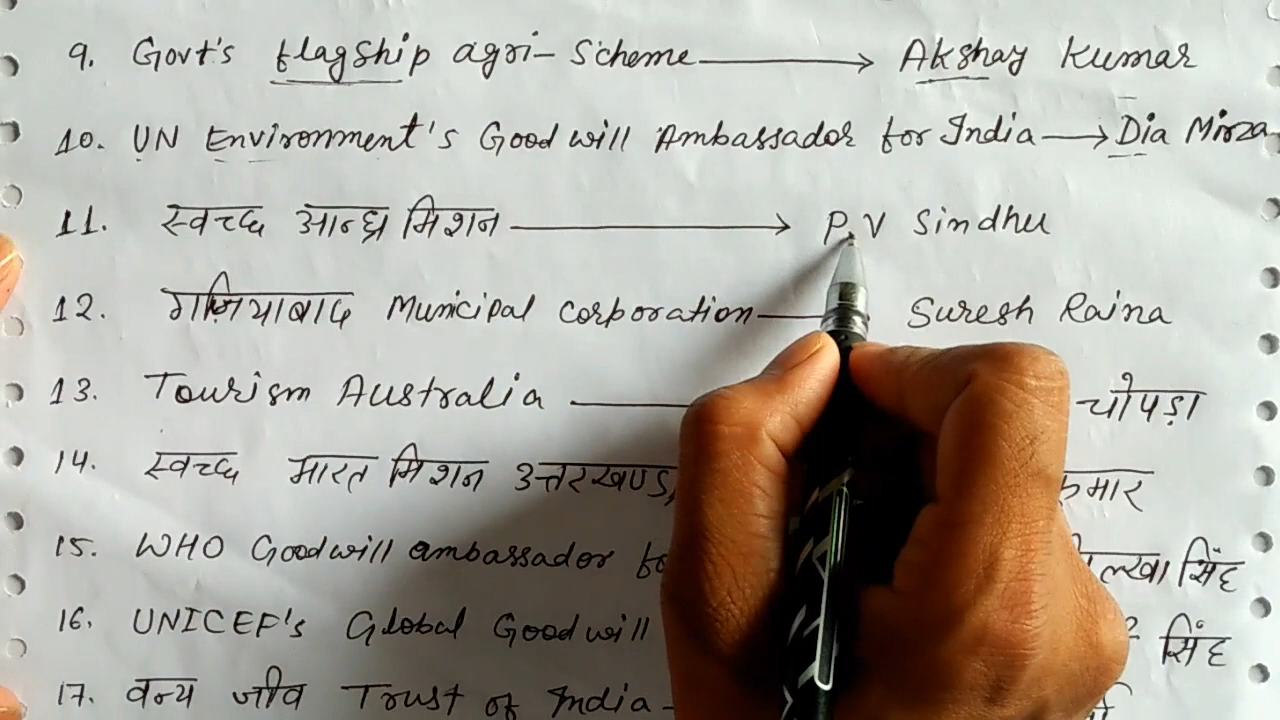 9. Govt's flagship agri-Scheme → Akshay Kumar
10. UN Environment's Goodwill Ambassador for India → Dia Mirza
11. स्वच्छ आन्ध्र मिशन → P.V Sindhu
12. गाजियाबाद Municipal corporation Suresh Raina
13. Tourism Australia चोपड़ा
14. स्वच्छ भारत मिशन उत्तराखण्ड,
15. WHO Goodwill ambassador सिंह
16. UNICEF's Global Goodwill सिंह
17. वन्य जीव Trust of India